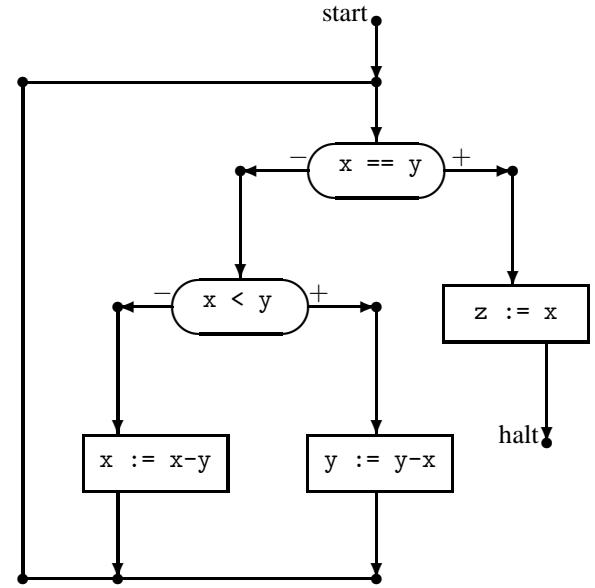 start
− x == y +
− x < y +
z := x
halt
x := x-y
y := y-x